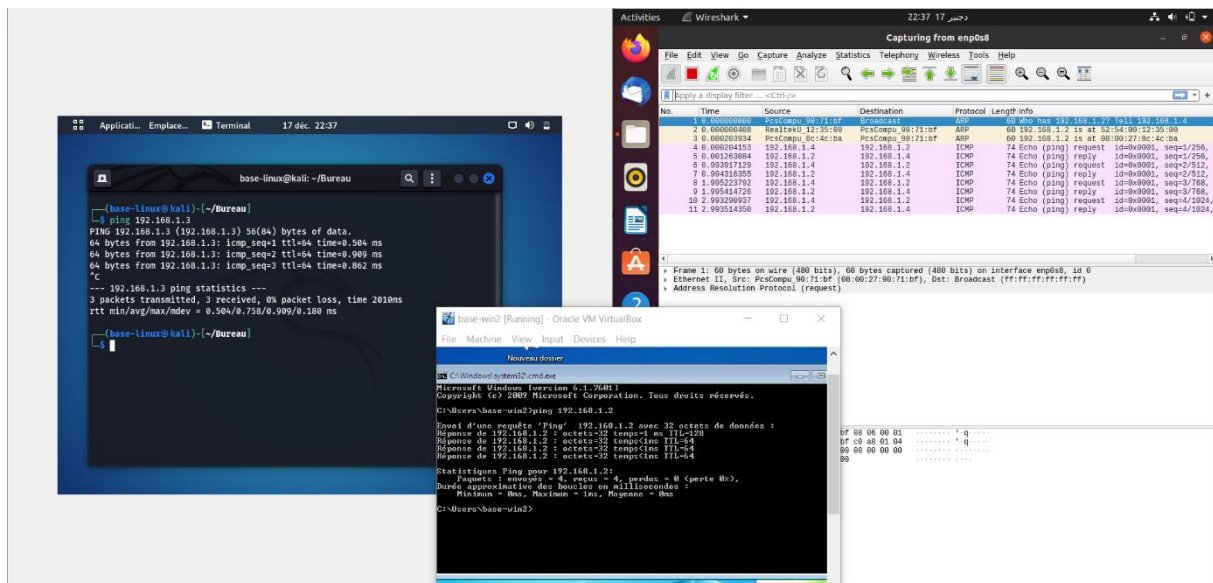 Applicati... Emplace... Terminal 17 déc. 22:37
base-linux@kali: ~/Bureau
(base-linux㉿kali)-[~/Bureau]
$ ping 192.168.1.3
PING 192.168.1.3 (192.168.1.3) 56(84) bytes of data.
64 bytes from 192.168.1.3: icmp_seq=1 ttl=64 time=0.504 ms
64 bytes from 192.168.1.3: icmp_seq=2 ttl=64 time=0.909 ms
64 bytes from 192.168.1.3: icmp_seq=3 ttl=64 time=0.862 ms
^C
--- 192.168.1.3 ping statistics ---
3 packets transmitted, 3 received, 0% packet loss, time 2010ms
rtt min/avg/max/mdev = 0.504/0.758/0.909/0.180 ms
(base-linux㉿kali)-[~/Bureau]
$
Activities Wireshark 22:37 17 دجنبر
Capturing from enp0s8
File Edit View Go Capture Analyze Statistics Telephony Wireless Tools Help
Apply a display filter ... <Ctrl-/>
No. Time Source Destination Protocol Length Info
1 0.000000000 PcsCompu_90:71:bf Broadcast ARP 60 Who has 192.168.1.2? Tell 192.168.1.4
2 0.000000408 RealtekU_12:35:00 PcsCompu_90:71:bf ARP 60 192.168.1.2 is at 52:54:00:12:35:00
3 0.000203934 PcsCompu_8c:4c:ba PcsCompu_90:71:bf ARP 60 192.168.1.2 is at 08:00:27:8c:4c:ba
4 0.000204153 192.168.1.4 192.168.1.2 ICMP 74 Echo (ping) request id=0x0001, seq=1/256,
5 0.001263084 192.168.1.2 192.168.1.4 ICMP 74 Echo (ping) reply id=0x0001, seq=1/256,
6 0.993917129 192.168.1.4 192.168.1.2 ICMP 74 Echo (ping) request id=0x0001, seq=2/512,
7 0.994316355 192.168.1.2 192.168.1.4 ICMP 74 Echo (ping) reply id=0x0001, seq=2/512,
8 1.995223792 192.168.1.4 192.168.1.2 ICMP 74 Echo (ping) request id=0x0001, seq=3/768,
9 1.995414726 192.168.1.2 192.168.1.4 ICMP 74 Echo (ping) reply id=0x0001, seq=3/768,
10 2.993290937 192.168.1.4 192.168.1.2 ICMP 74 Echo (ping) request id=0x0001, seq=4/1024,
11 2.993514350 192.168.1.2 192.168.1.4 ICMP 74 Echo (ping) reply id=0x0001, seq=4/1024,
Frame 1: 60 bytes on wire (480 bits), 60 bytes captured (480 bits) on interface enp0s8, id 0
Ethernet II, Src: PcsCompu_90:71:bf (08:00:27:90:71:bf), Dst: Broadcast (ff:ff:ff:ff:ff:ff)
Address Resolution Protocol (request)
bf 08 06 00 01 ········ '·q·····
bf c0 a8 01 04 ········ '·q·····
00 00 00 00 00 ········ ········
00 ········ ····
base-win2 [Running] - Oracle VM VirtualBox
File Machine View Input Devices Help
Nouveau dossier
C:\Windows\system32\cmd.exe
Microsoft Windows [version 6.1.7601]
Copyright (c) 2009 Microsoft Corporation. Tous droits réservés.
C:\Users\base-win2>ping 192.168.1.2
Envoi d'une requête 'Ping' 192.168.1.2 avec 32 octets de données :
Réponse de 192.168.1.2 : octets=32 temps=1 ms TTL=128
Réponse de 192.168.1.2 : octets=32 temps<1ms TTL=64
Réponse de 192.168.1.2 : octets=32 temps<1ms TTL=64
Réponse de 192.168.1.2 : octets=32 temps<1ms TTL=64
Statistiques Ping pour 192.168.1.2:
Paquets : envoyés = 4, reçus = 4, perdus = 0 (perte 0%),
Durée approximative des boucles en millisecondes :
Minimum = 0ms, Maximum = 1ms, Moyenne = 0ms
C:\Users\base-win2>